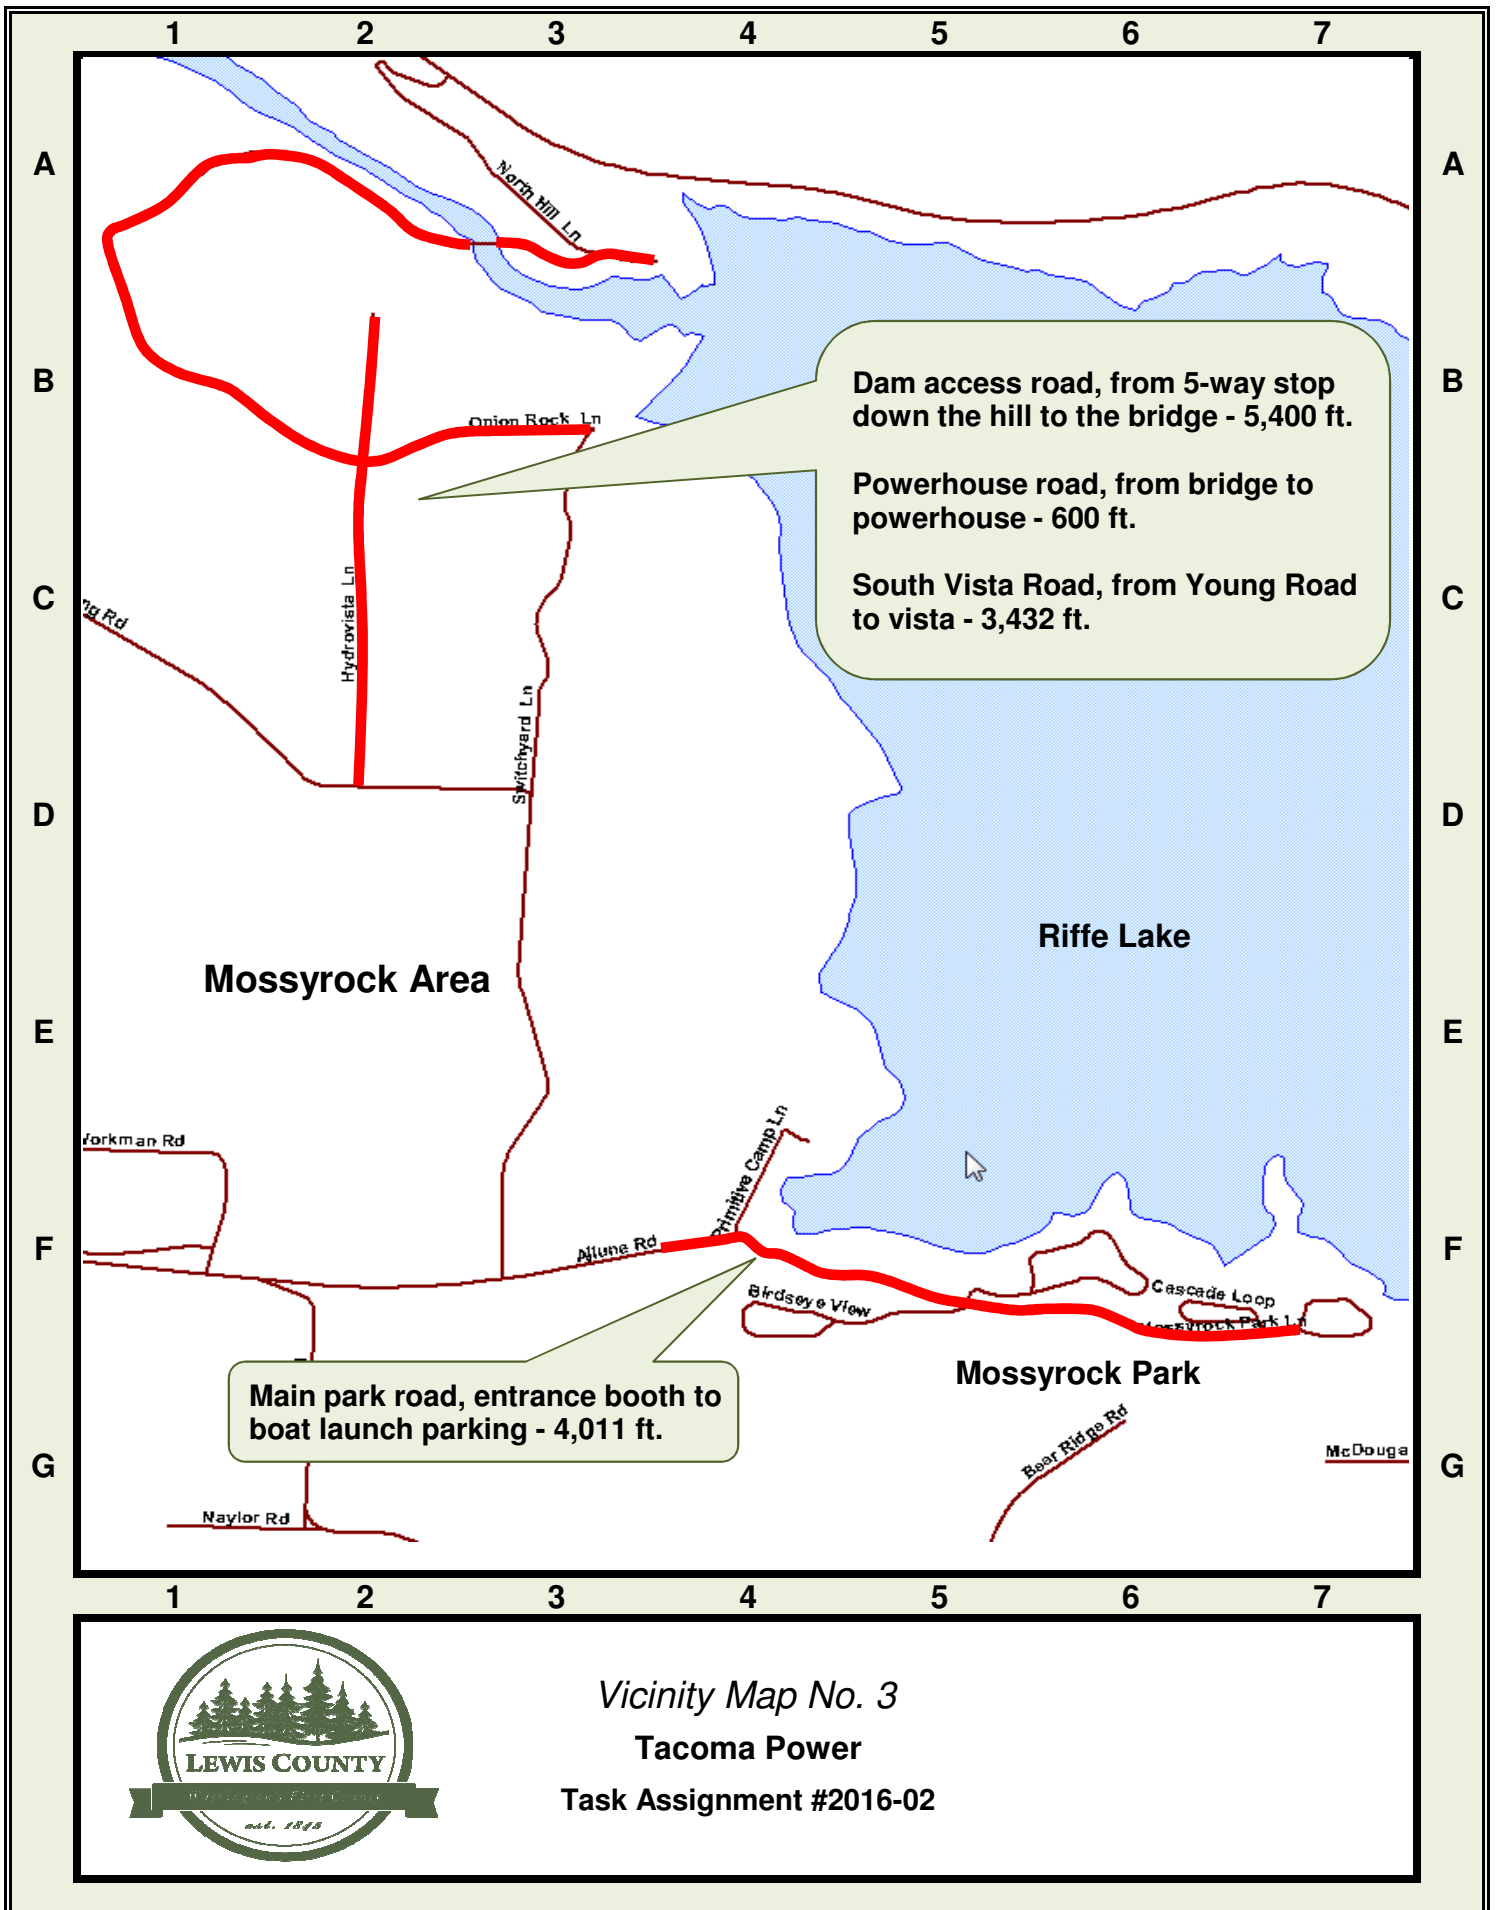 1 2 3 4 5 6 7
A A
North Hill Ln
B B
Dam access road, from 5-way stop
down the hill to the bridge - 5,400 ft.
Onion Rock Ln
Powerhouse road, from bridge to
powerhouse - 600 ft.
South Vista Road, from Young Road
to vista - 3,432 ft.
C C
Rd
Hydrovista Ln
Switchyard Ln
D D
Riffe Lake
Mossyrock Area
E E
Primitive Camp Ln
Rd
F F
Ajlune Rd
Birdseye View
Cascade Loop
Mossyrock Park Ln
Mossyrock Park
Main park road, entrance booth to
boat launch parking - 4,011 ft.
Bear Ridge Rd
McDouga
G G
Naylor Rd
1 2 3 4 5 6 7
Vicinity Map No. 3
Tacoma Power
Task Assignment #2016-02
LEWIS COUNTY
est. 1845